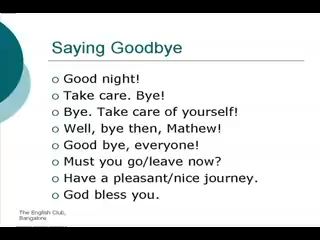 Saying Goodbye
Good night!
Take care. Bye!
Bye. Take care of yourself!
Well, bye then, Mathew!
Good bye, everyone!
Must you go/leave now?
Have a pleasant/nice journey.
God bless you.
The English Club,
Bangalore